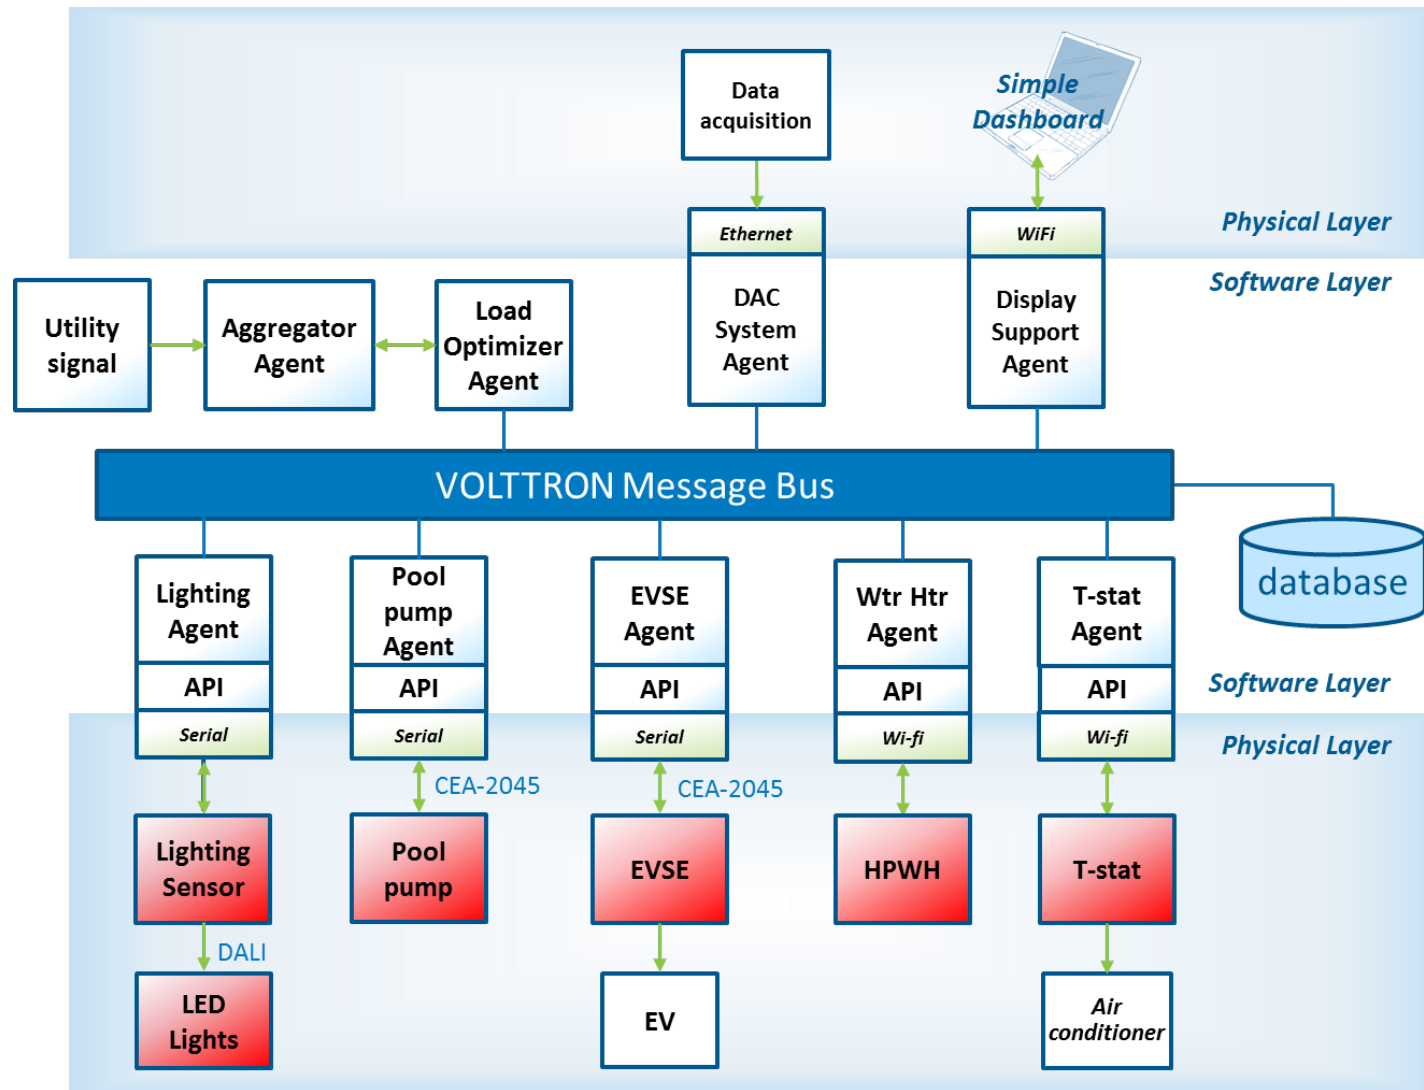 Data
acquisition
Simple
Dashboard
Ethernet
WiFi
Physical Layer
Software Layer
Utility
signal
Aggregator
Agent
Load
Optimizer
Agent
DAC
System
Agent
Display
Support
Agent
VOLTTRON Message Bus
database
Lighting
Agent
API
Serial
Pool
pump
Agent
API
Serial
EVSE
Agent
API
Serial
Wtr Htr
Agent
API
Wi-fi
T-stat
Agent
API
Wi-fi
Software Layer
Physical Layer
CEA-2045
CEA-2045
Lighting
Sensor
Pool
pump
EVSE
HPWH
T-stat
DALI
LED
Lights
EV
Air
conditioner